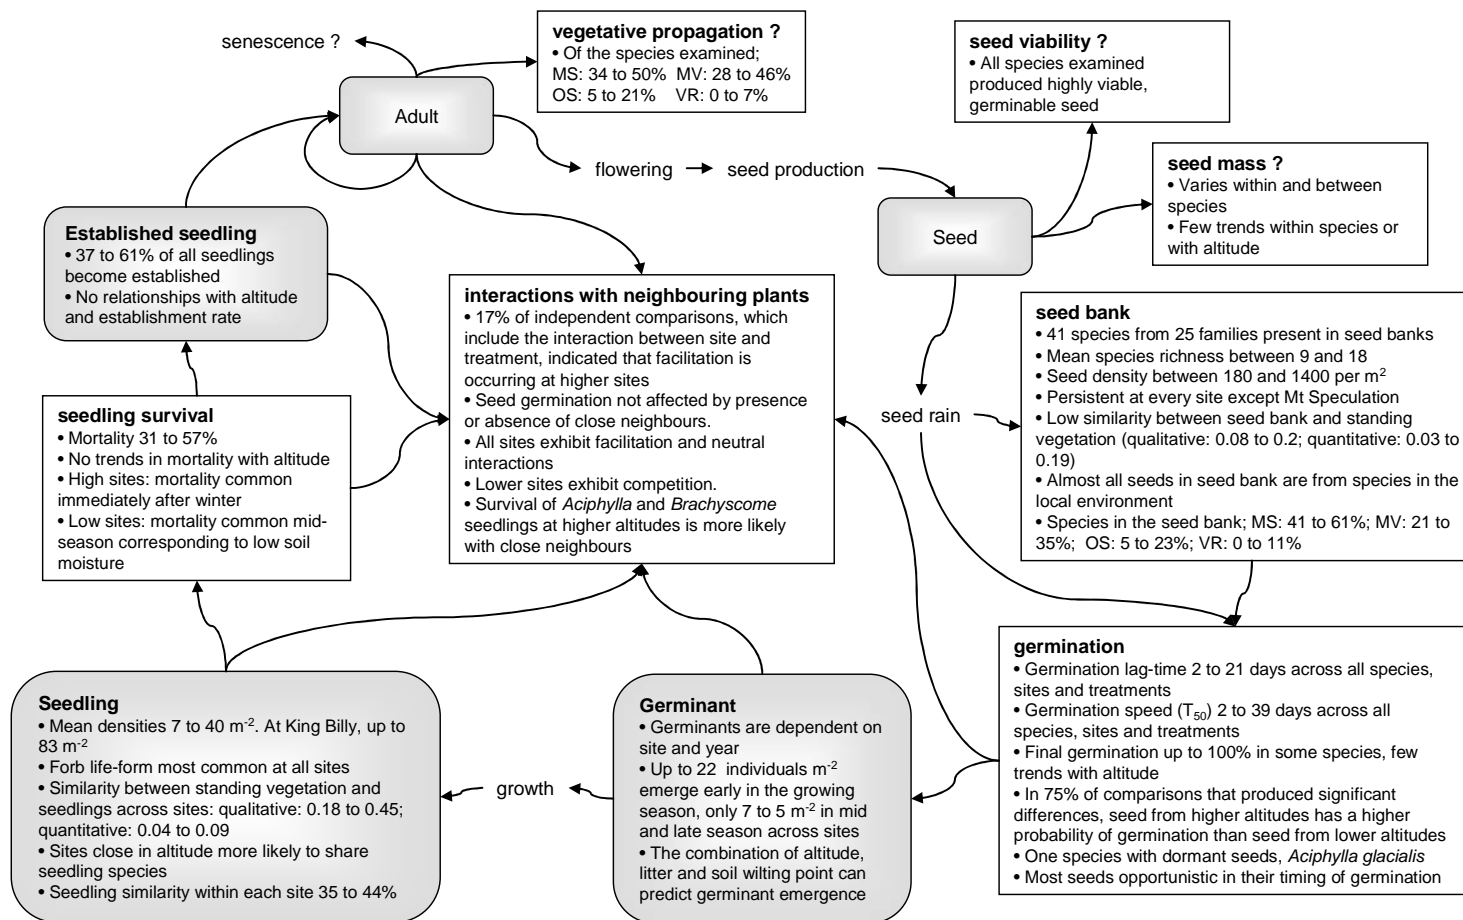 senescence ?
vegetative propagation ?
• Of the species examined;
MS: 34 to 50% MV: 28 to 46%
OS: 5 to 21% VR: 0 to 7%
seed viability ?
• All species examined
produced highly viable,
germinable seed
Adult
flowering
seed production
seed mass ?
• Varies within and between
species
• Few trends within species or
with altitude
Seed
Established seedling
• 37 to 61% of all seedlings
become established
• No relationships with altitude
and establishment rate
interactions with neighbouring plants
• 17% of independent comparisons, which
include the interaction between site and
treatment, indicated that facilitation is
occurring at higher sites
• Seed germination not affected by presence
or absence of close neighbours.
• All sites exhibit facilitation and neutral
interactions
• Lower sites exhibit competition.
• Survival of Aciphylla and Brachyscome
seedlings at higher altitudes is more likely
with close neighbours
seed bank
• 41 species from 25 families present in seed banks
• Mean species richness between 9 and 18
• Seed density between 180 and 1400 per m²
• Persistent at every site except Mt Speculation
• Low similarity between seed bank and standing
vegetation (qualitative: 0.08 to 0.2; quantitative: 0.03 to
0.19)
• Almost all seeds in seed bank are from species in the
local environment
• Species in the seed bank; MS: 41 to 61%; MV: 21 to
35%; OS: 5 to 23%; VR: 0 to 11%
seed rain
seedling survival
• Mortality 31 to 57%
• No trends in mortality with altitude
• High sites: mortality common
immediately after winter
• Low sites: mortality common mid-
season corresponding to low soil
moisture
germination
• Germination lag-time 2 to 21 days across all species,
sites and treatments
• Germination speed (T₅₀) 2 to 39 days across all
species, sites and treatments
• Final germination up to 100% in some species, few
trends with altitude
• In 75% of comparisons that produced significant
differences, seed from higher altitudes has a higher
probability of germination than seed from lower altitudes
• One species with dormant seeds, Aciphylla glacialis
• Most seeds opportunistic in their timing of germination
Seedling
• Mean densities 7 to 40 m⁻². At King Billy, up to
83 m⁻²
• Forb life-form most common at all sites
• Similarity between standing vegetation and
seedlings across sites: qualitative: 0.18 to 0.45;
quantitative: 0.04 to 0.09
• Sites close in altitude more likely to share
seedling species
• Seedling similarity within each site 35 to 44%
growth
Germinant
• Germinants are dependent on
site and year
• Up to 22 individuals m⁻²
emerge early in the growing
season, only 7 to 5 m⁻² in mid
and late season across sites
• The combination of altitude,
litter and soil wilting point can
predict germinant emergence